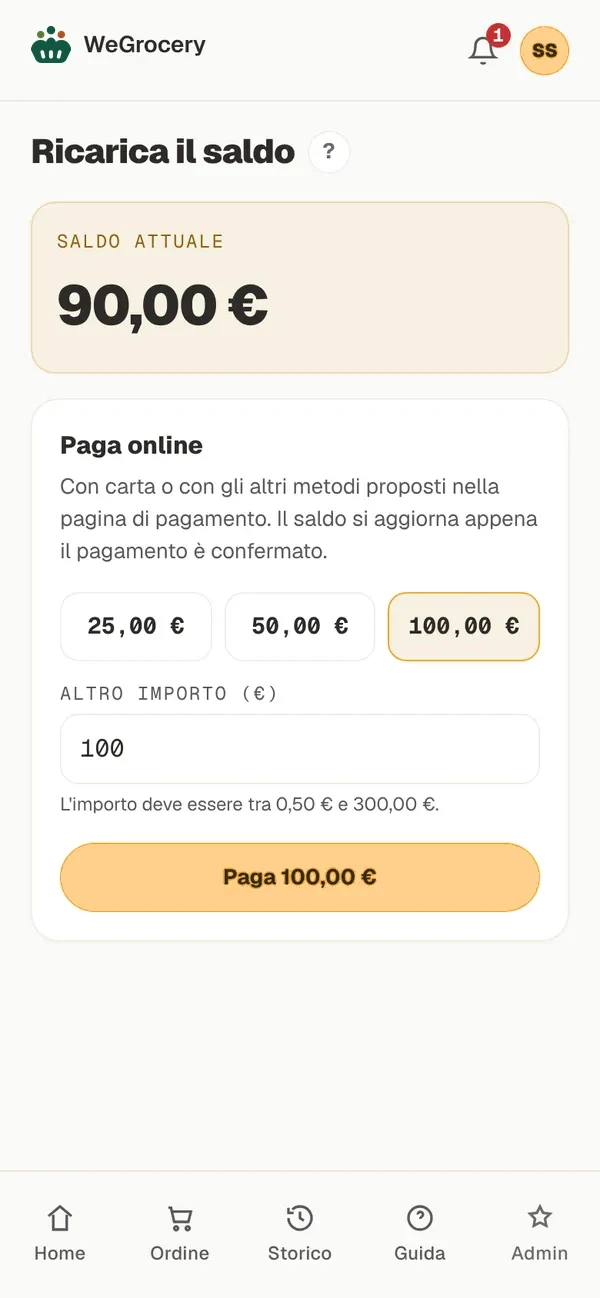 WeGrocery
1
SS
Ricarica il saldo
?
SALDO ATTUALE
90,00 €
Paga online
Con carta o con gli altri metodi proposti nella
pagina di pagamento. Il saldo si aggiorna appena
il pagamento è confermato.
25,00 €
50,00 €
100,00 €
ALTRO IMPORTO (€)
100
L'importo deve essere tra 0,50 € e 300,00 €.
Paga 100,00 €
Home
Ordine
Storico
Guida
Admin